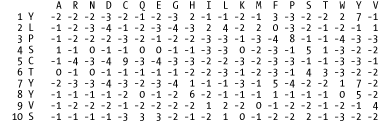 A R N D C Q E G H I L K M F P S T W Y V
1 Y -2 -2 -2 -3 -2 -1 -2 -3 2 -1 -1 -2 -1 3 -3 -2 -2 2 7 -1
2 L -1 -2 -3 -4 -1 -2 -3 -4 -3 2 4 -2 2 0 -3 -2 -1 -2 -1 1
3 P -1 -2 -2 -2 -3 -2 -1 -2 -2 -3 -3 -1 -3 -4 8 -1 -1 -4 -3 -3
4 S -1 -1 0 -1 -1 0 0 -1 -1 -3 -3 0 -2 -3 -1 5 1 -3 -2 -2
5 C -1 -4 -3 -4 9 -3 -4 -3 -3 -2 -2 -3 -2 -3 -3 -1 -1 -3 -3 -1
6 T 0 -1 0 -1 -1 -1 -1 -2 -2 -3 -1 4 3 -3 -2 -2
7 Y -2 -3 -3 -4 -3 -2 -3 -4 1 -1 -1 -3 -1 5 -4 -2 -2 1 7 -2
8 Y -1 -1 -1 -1 -2 0 -1 -2 6 -2 -1 -1 -1 1 -1 -1 -1 0 5 -2
9 V -1 -2 -2 -2 -1 -2 -2 -2 -2 1 2 -2 0 -1 -2 -2 -1 -2 -1 4
10 S -1 -1 -1 -1 -3 3 3 -2 -1 -2 1 0 -1 -2 -2 2 -1 -3 -2 -2